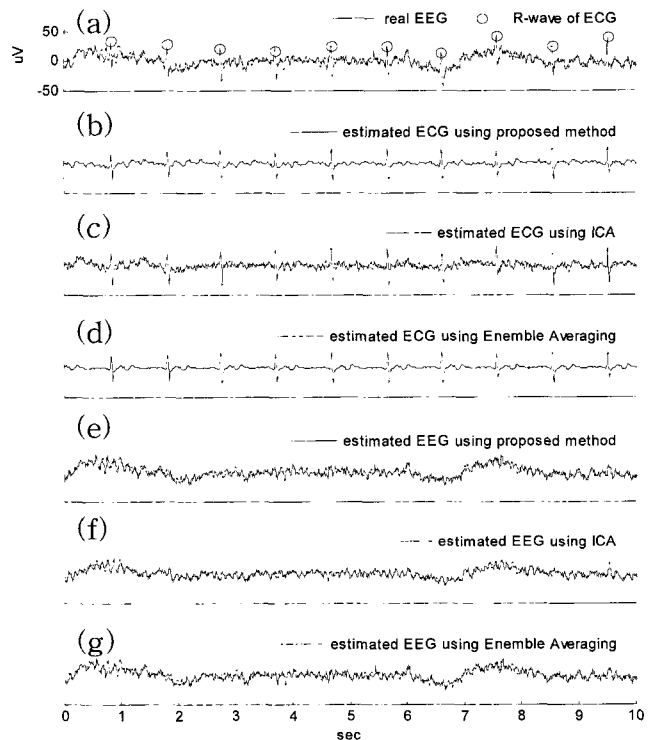 (a)
real EEG
R-wave of ECG
50
uV
0
-50
(b)
estimated ECG using proposed method
(c)
estimated ECG using ICA
(d)
estimated ECG using Enemble Averaging
(e)
estimated EEG using proposed method
(f)
estimated EEG using ICA
(g)
estimated EEG using Enemble Averaging
0 1 2 3 4 5 6 7 8 9 10
sec